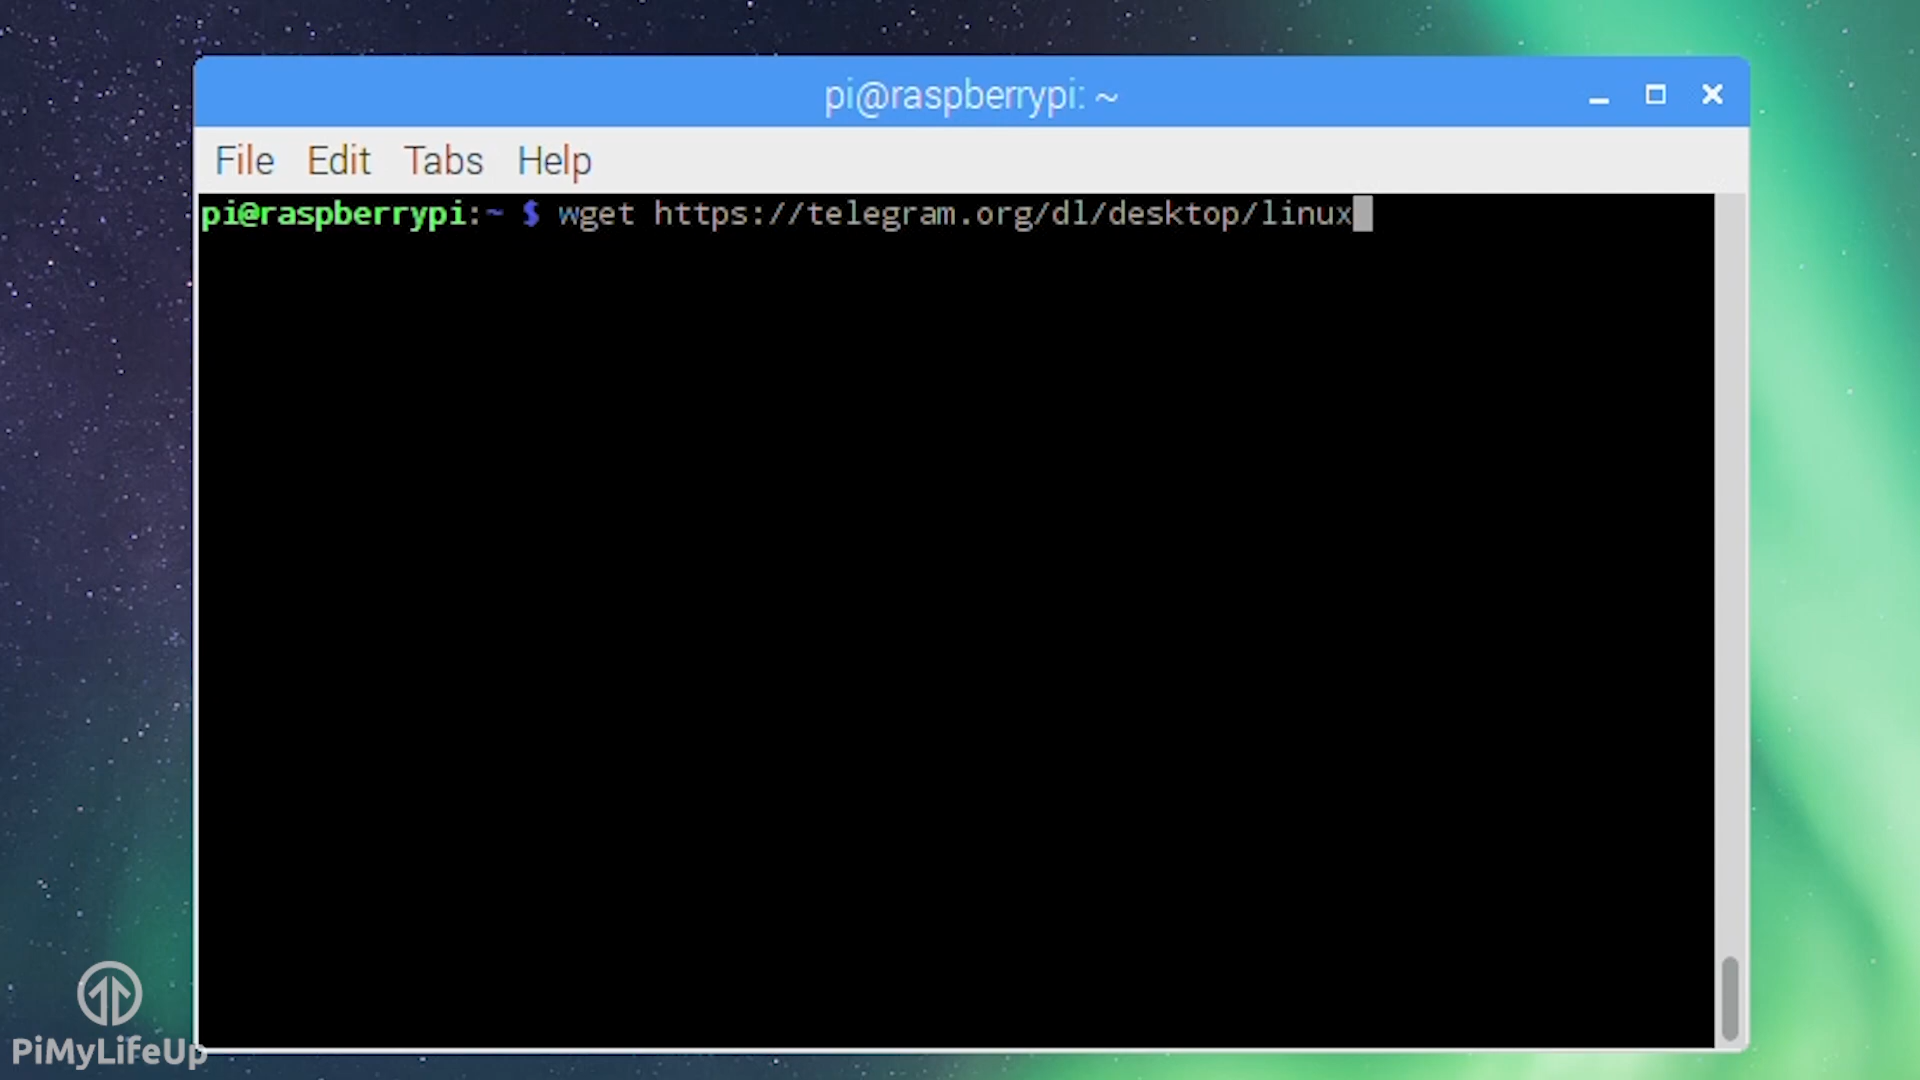 pi@raspberrypi: ~
File Edit Tabs Help
pi@raspberrypi:~ $ wget https://telegram.org/dl/desktop/linux
PiMyLifeUp